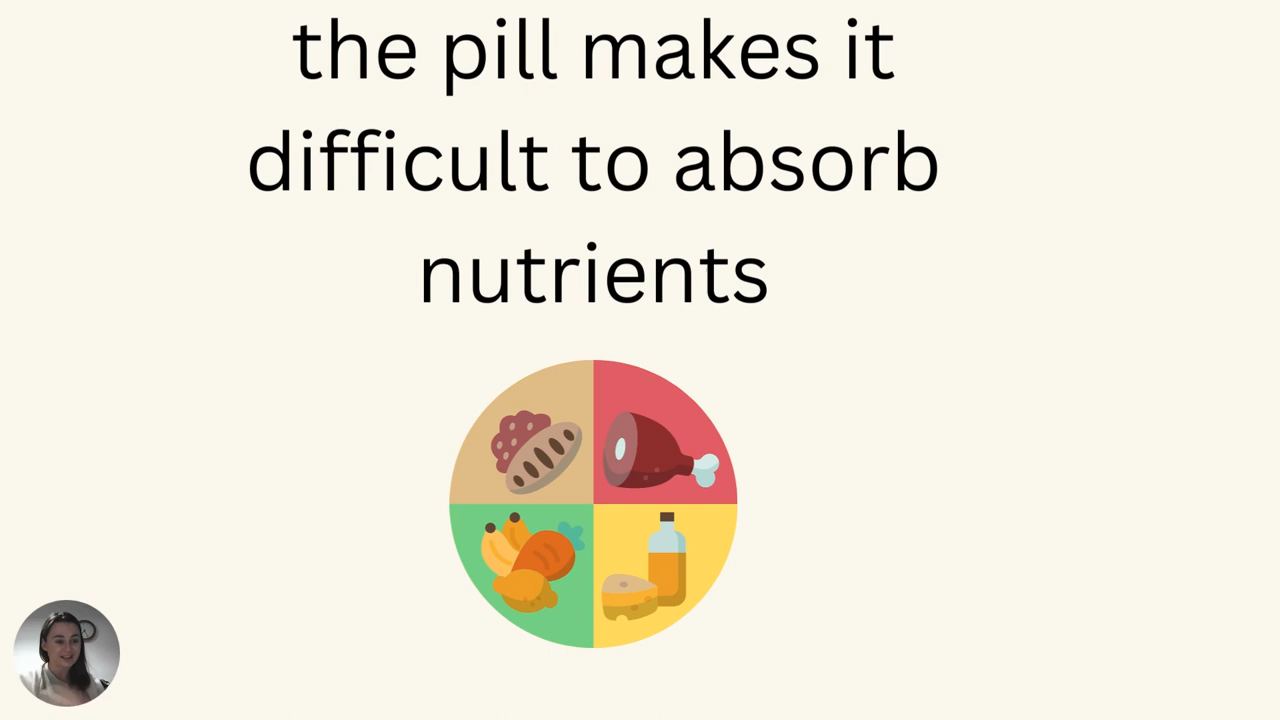 the pill makes it
difficult to absorb
nutrients